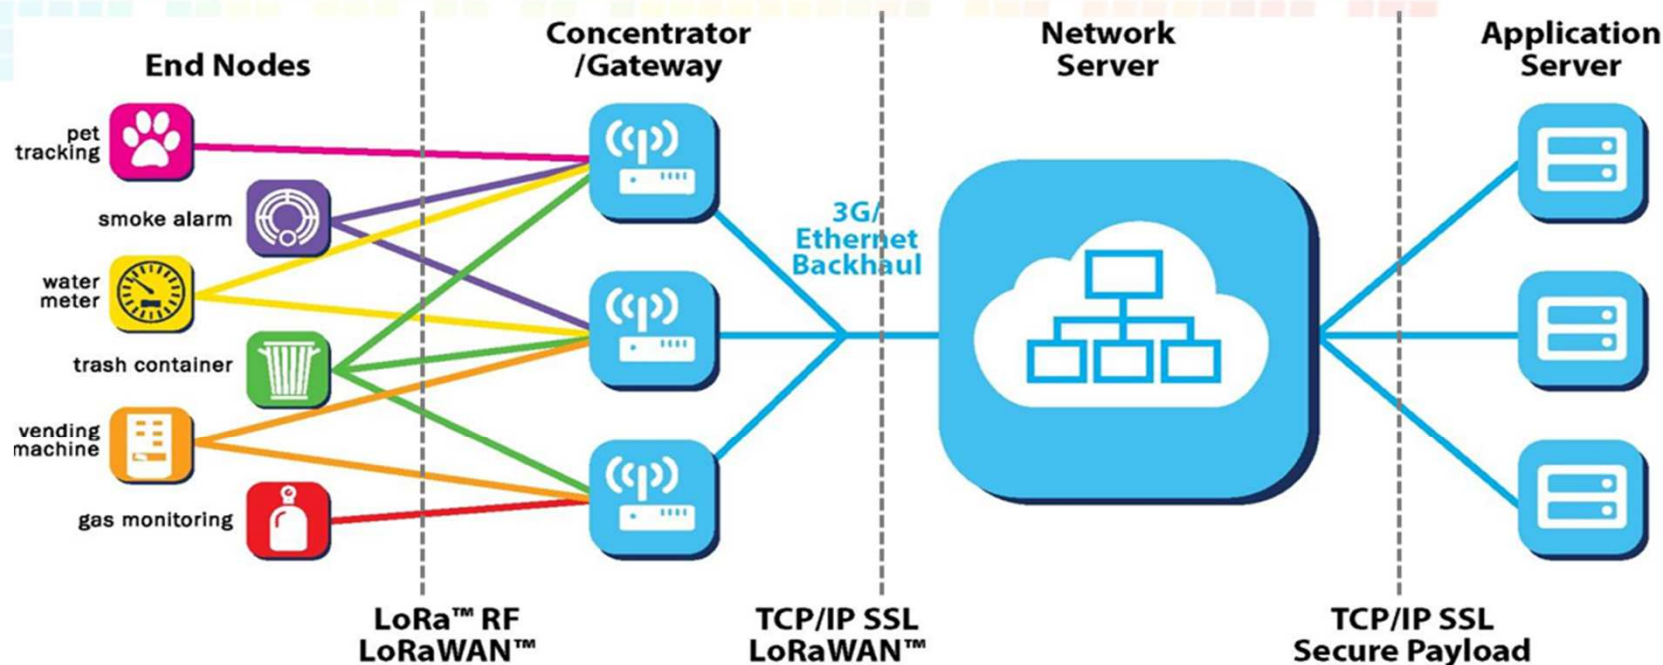 End Nodes
Concentrator
/Gateway
Network
Server
Application
Server
pet
tracking
smoke alarm
water
meter
trash container
vending
machine
gas monitoring
3G/
Ethernet
Backhaul
LoRa™ RF
LoRaWAN™
TCP/IP SSL
LoRaWAN™
TCP/IP SSL
Secure Payload